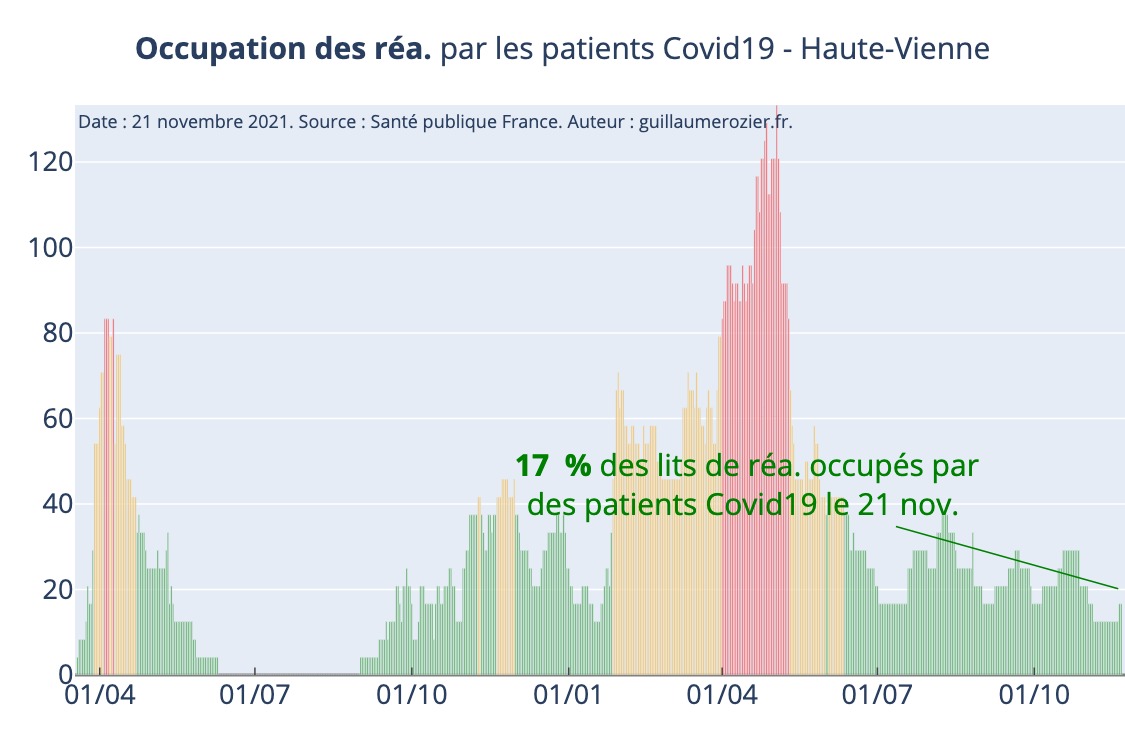 Occupation des réa. par les patients Covid19 - Haute-Vienne
Date : 21 novembre 2021. Source : Santé publique France. Auteur : guillaumerozier.fr.
120
100
80
60
40
20
0
17 % des lits de réa. occupés par
des patients Covid19 le 21 nov.
01/04 01/07 01/10 01/01 01/04 01/07 01/10